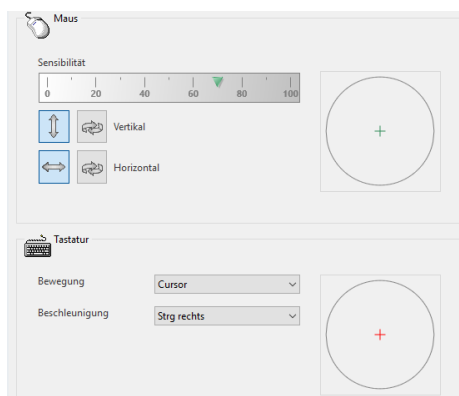 Maus
Sensibilität
0 20 40 60 80 100
Vertikal
Horizontal
Tastatur
Bewegung Cursor
Beschleunigung Strg rechts